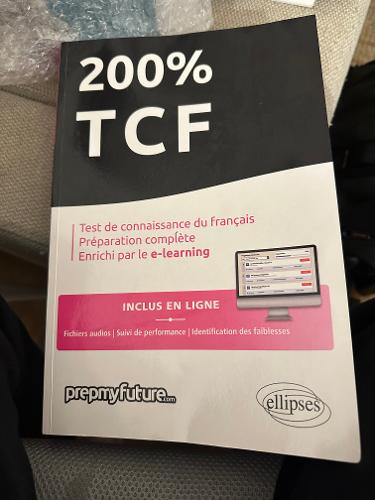 200%
TCF
Test de connaissance du français
Préparation complète
Enrichi par le e-learning
INCLUS EN LIGNE
Fichiers audios | Suivi de performance | Identification des faiblesses
prepmyfuture.com
ellipses